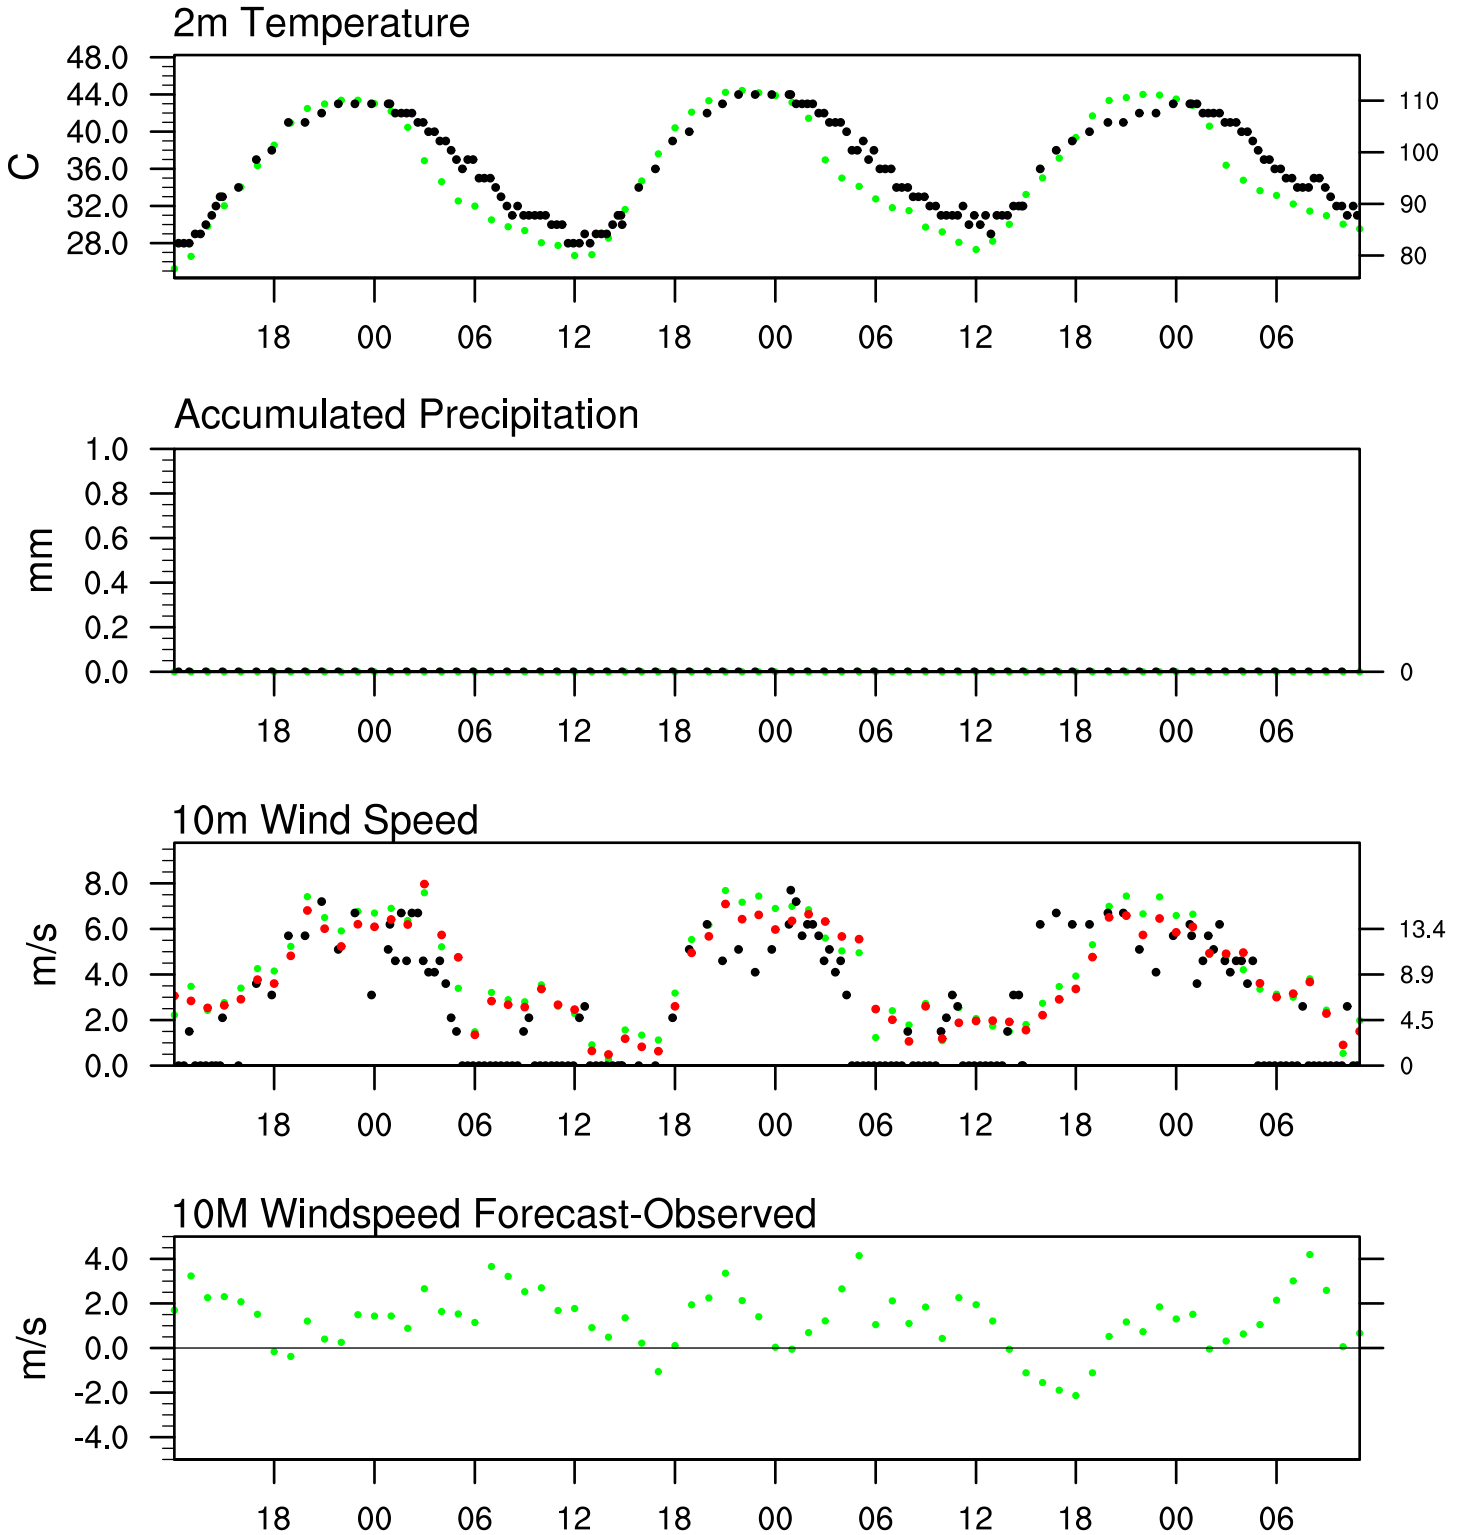 2m Temperature
48.0
44.0
40.0
36.0
32.0
28.0
C
110
100
90
80
18 00 06 12 18 00 06 12 18 00 06
Accumulated Precipitation
1.0
0.8
0.6
0.4
0.2
0.0
mm
0
18 00 06 12 18 00 06 12 18 00 06
10m Wind Speed
8.0
6.0
4.0
2.0
0.0
m/s
13.4
8.9
4.5
0
18 00 06 12 18 00 06 12 18 00 06
10M Windspeed Forecast-Observed
4.0
2.0
0.0
-2.0
-4.0
m/s
18 00 06 12 18 00 06 12 18 00 06